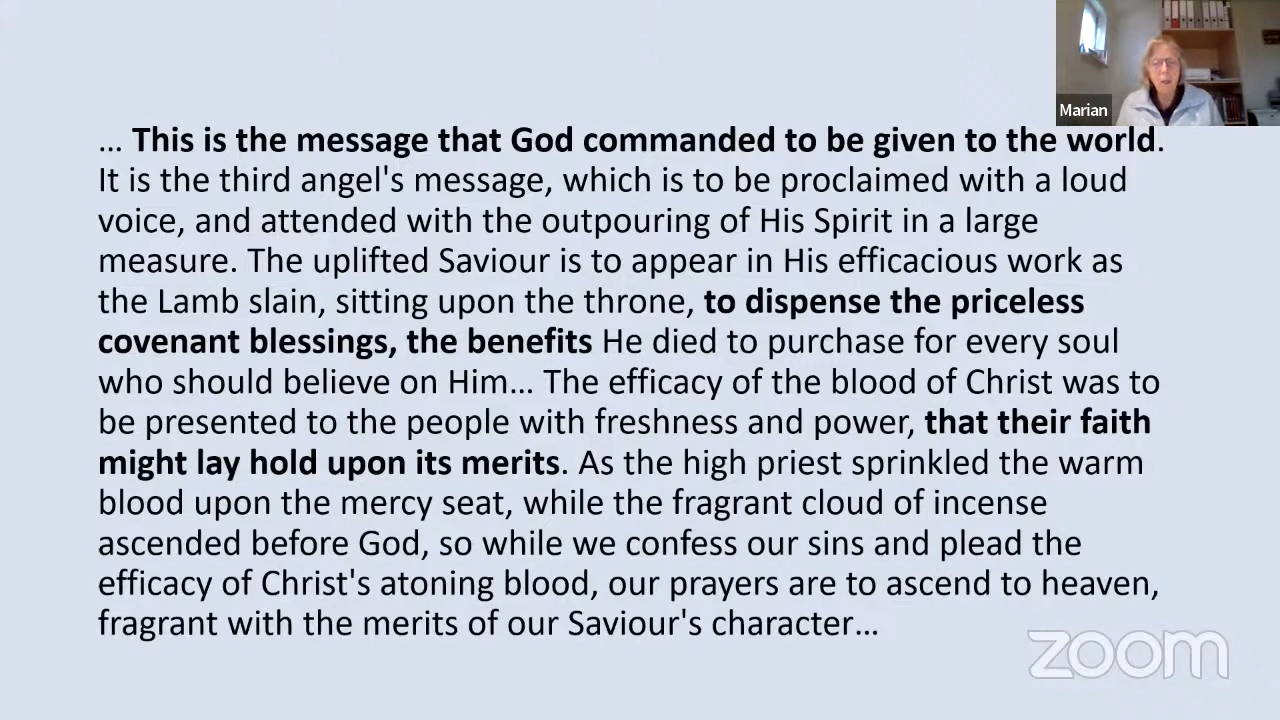 Marian
… This is the message that God commanded to be given to the world.
It is the third angel's message, which is to be proclaimed with a loud
voice, and attended with the outpouring of His Spirit in a large
measure. The uplifted Saviour is to appear in His efficacious work as
the Lamb slain, sitting upon the throne, to dispense the priceless
covenant blessings, the benefits He died to purchase for every soul
who should believe on Him… The efficacy of the blood of Christ was to
be presented to the people with freshness and power, that their faith
might lay hold upon its merits. As the high priest sprinkled the warm
blood upon the mercy seat, while the fragrant cloud of incense
ascended before God, so while we confess our sins and plead the
efficacy of Christ's atoning blood, our prayers are to ascend to heaven,
fragrant with the merits of our Saviour's character…
zoom